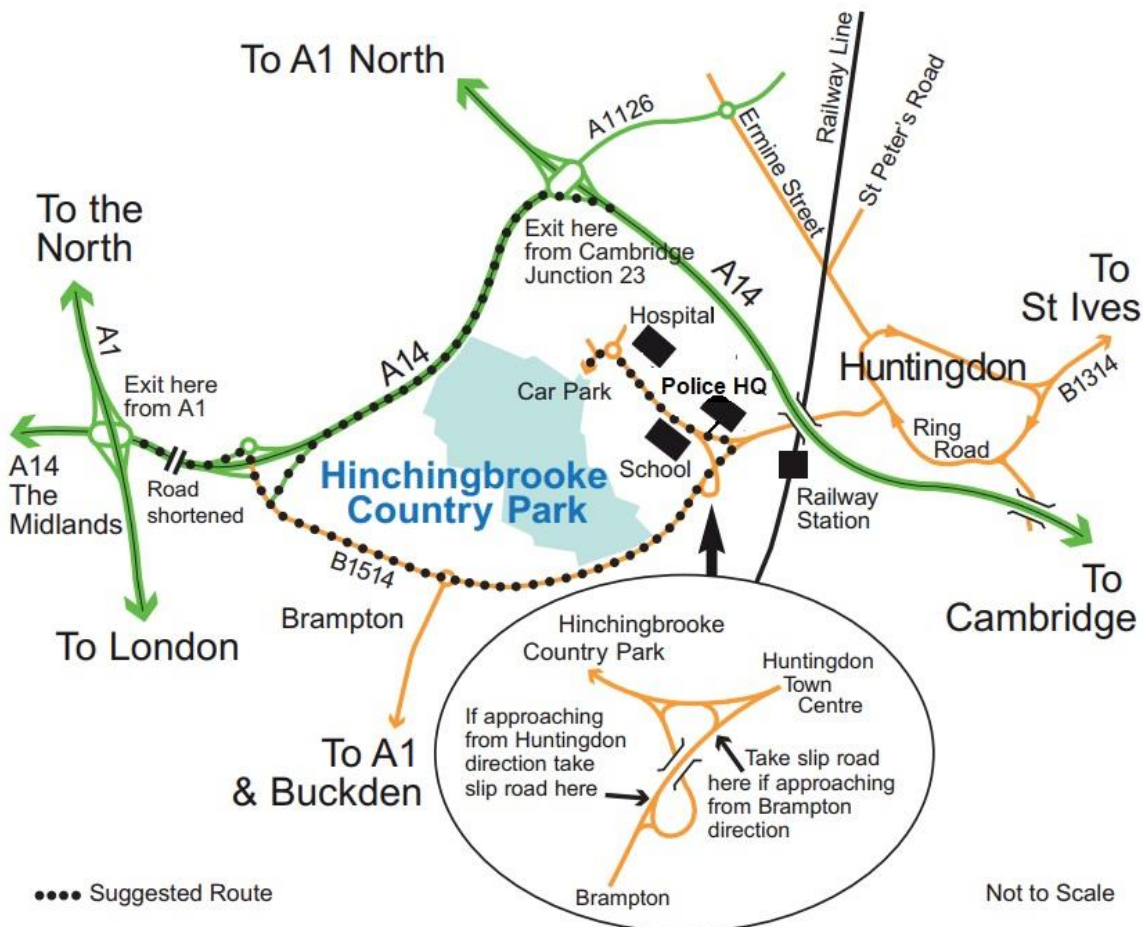 To A1 North
A1126
Ermine Street
Railway Line
St Peter's Road
To the
North
A1
Exit here
from A1
A14
The
Midlands
Road
shortened
To London
A14
Exit here
from Cambridge
Junction 23
A14
Hospital
Car Park
Police HQ
School
Hinchingbrooke
Country Park
To
St Ives
B1314
Huntingdon
Ring
Road
Railway
Station
To
Cambridge
B1514
Brampton
To A1
& Buckden
Hinchingbrooke
Country Park
Huntingdon
Town
Centre
If approaching
from Huntingdon
direction take
slip road here
Take slip road
here if approaching
from Brampton
direction
Brampton
Suggested Route
Not to Scale